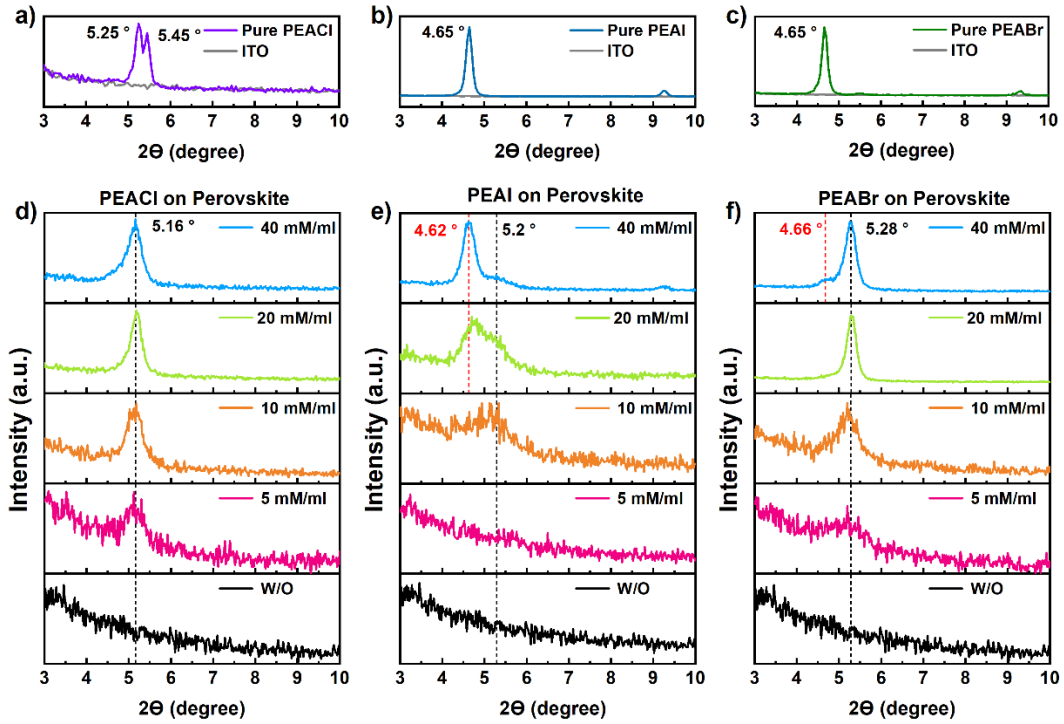 a)
5.25 °
5.45 °
Pure PEACl
ITO
3 4 5 6 7 8 9 10
2Θ (degree)
b)
4.65 °
Pure PEAI
ITO
3 4 5 6 7 8 9 10
2Θ (degree)
c)
4.65 °
Pure PEABr
ITO
3 4 5 6 7 8 9 10
2Θ (degree)
Intensity (a.u.)
d)
PEACl on Perovskite
5.16 °
40 mM/ml
20 mM/ml
10 mM/ml
5 mM/ml
W/O
3 4 5 6 7 8 9 10
2Θ (degree)
Intensity (a.u.)
e)
PEAI on Perovskite
4.62 °
5.2 °
40 mM/ml
20 mM/ml
10 mM/ml
5 mM/ml
W/O
3 4 5 6 7 8 9 10
2Θ (degree)
Intensity (a.u.)
f)
PEABr on Perovskite
4.66 °
5.28 °
40 mM/ml
20 mM/ml
10 mM/ml
5 mM/ml
W/O
3 4 5 6 7 8 9 10
2Θ (degree)